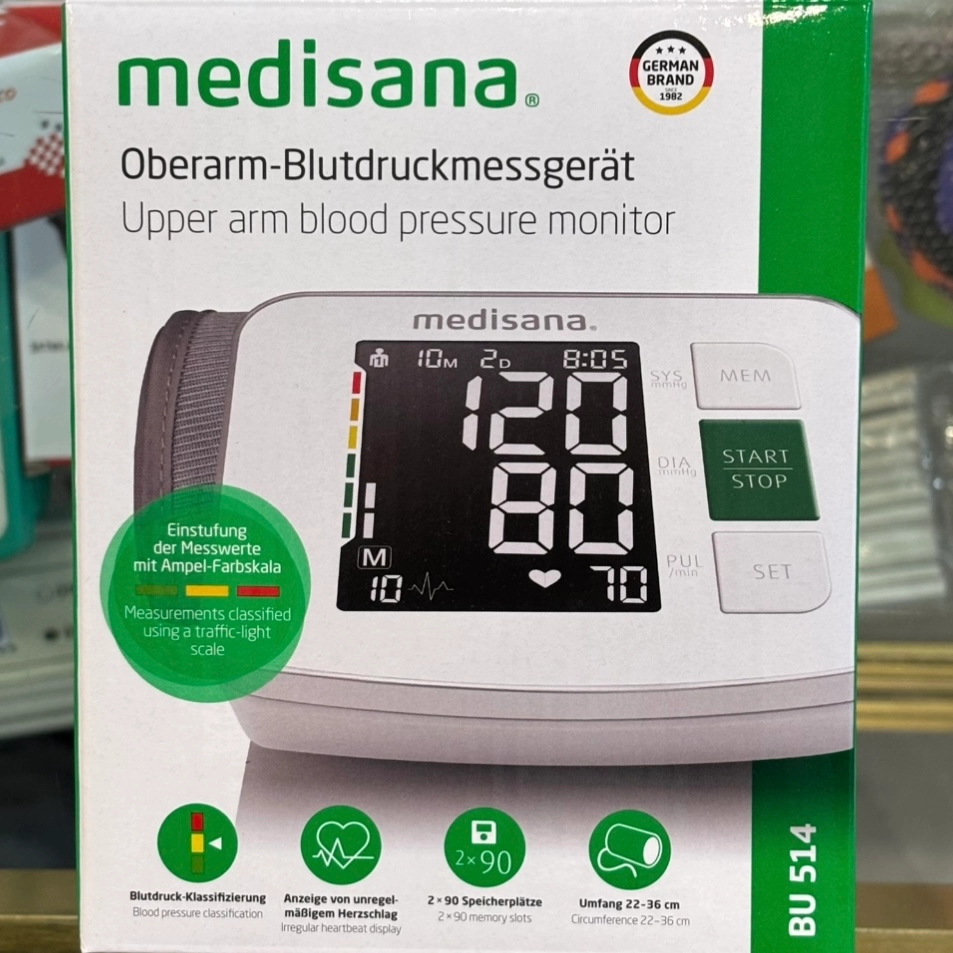 medisana®
GERMAN
BRAND
SINCE
1982
Oberarm-Blutdruckmessgerät
Upper arm blood pressure monitor
medisana®
10M 2D 8:05
120
80
M
10
70
SYS
mmHg
DIA
mmHg
PUL
/min
MEM
START
STOP
SET
Einstufung
der Messwerte
mit Ampel-Farbskala
Measurements classified
using a traffic-light
scale
2×90
Blutdruck-Klassifizierung
Blood pressure classification
Anzeige von unregel-
mäßigem Herzschlag
Irregular heartbeat display
2×90 Speicherplätze
2×90 memory slots
Umfang 22–36 cm
Circumference 22–36 cm
BU 514